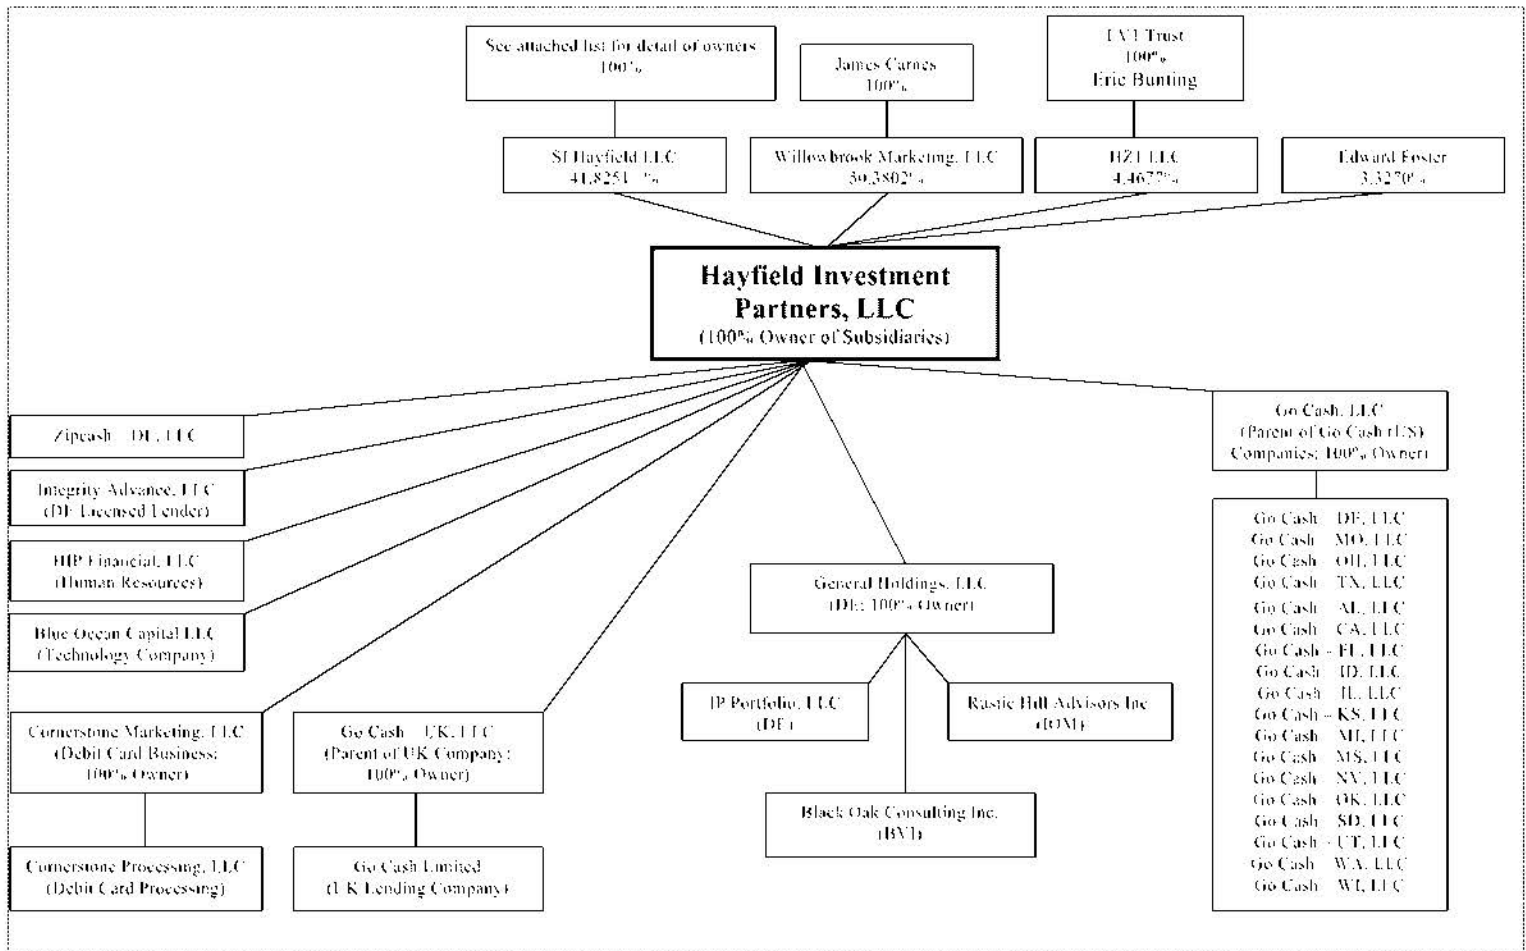 See attached list for detail of owners
100%
James Carnes
100%
Trust
100%
Eric Bunting
SI Hayfield LLC
41.8251 %
Willowbrook Marketing, LLC
50.3802%
LLC
4.4677%
Edward Foster
3.3270%
Hayfield Investment
Partners, LLC
(100% Owner of Subsidiaries)
Zipcash DE, LLC
Integrity Advance, LLC
(DE Licensed Lender)
HIP Financial, LLC
(Human Resources)
Blue Ocean Capital LLC
(Technology Company)
Cornerstone Marketing, LLC
(Debit Card Business;
100% Owner)
Cornerstone Processing, LLC
(Debit Card Processing)
Go Cash UK, LLC
(Parent of UK Company;
100% Owner)
Go Cash Limited
(UK Lending Company)
General Holdings, LLC
(DE; 100% Owner)
IP Portfolio, LLC
(DE)
Rustic Hill Advisors Inc
(IOM)
Black Oak Consulting Inc.
(BVI)
Go Cash, LLC
(Parent of Go Cash (US)
Companies; 100% Owner)
Go Cash DE, LLC
Go Cash MO, LLC
Go Cash OH, LLC
Go Cash TX, LLC
Go Cash AL, LLC
Go Cash CA, LLC
Go Cash - FL, LLC
Go Cash ID, LLC
Go Cash IL, LLC
Go Cash - KS, LLC
Go Cash MI, LLC
Go Cash MS, LLC
Go Cash NV, LLC
Go Cash OK, LLC
Go Cash SD, LLC
Go Cash - UT, LLC
Go Cash WA, LLC
Go Cash WI, LLC